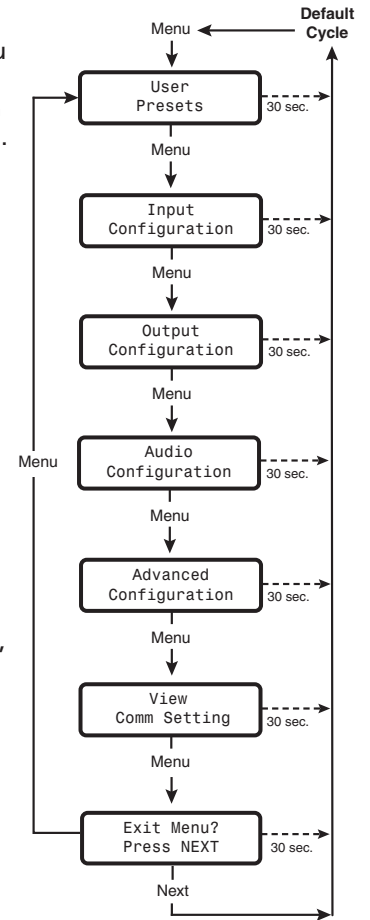 Default
Cycle
Menu
User
Presets
30 sec.
Menu
Input
Configuration
30 sec.
Menu
Output
Configuration
30 sec.
Menu
Audio
Configuration
30 sec.
Menu
Menu
Advanced
Configuration
30 sec.
Menu
View
Comm Setting
30 sec.
Menu
Exit Menu?
Press NEXT
30 sec.
Next
u
.
,